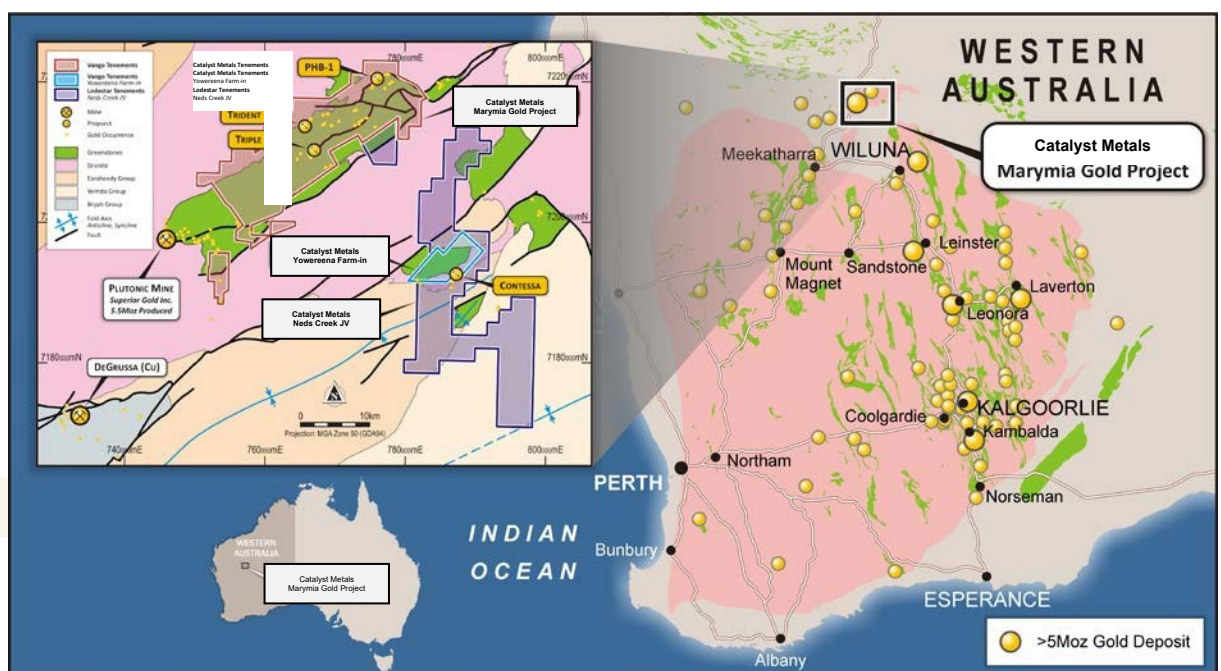 Vango Tenements
Vango Tenements
Yowereena Farm-in
Lodestar Tenements
Neds Creek JV
Mine
Prospect
Gold Occurrence
Greenstones
Granite
Earaheedy Group
Yerrida Group
Bryah Group
Fold Axis
Anticline, Syncline
Fault
Catalyst Metals Tenements
Catalyst Metals Tenements
Yowereena Farm-in
Lodestar Tenements
Neds Creek JV
PHB-1
TRIDENT
TRIPLE
780000mE
800000mE
7220000mN
Catalyst Metals
Marymia Gold Project
7200000mN
Catalyst Metals
Yowereena Farm-in
CONTESSA
PLUTONIC MINE
Superior Gold Inc.
5.5Moz Produced
Catalyst Metals
Neds Creek JV
7180000mN
7180000mN
DEGRUSSA (Cu)
0 10km
Projection: MGA Zone 50 (GDA94)
740000mE
760000mE
780000mE
800000mE
WESTERN
AUSTRALIA
Catalyst Metals
Marymia Gold Project
Meekatharra
WILUNA
Mount
Magnet
Sandstone
Leinster
Laverton
Leonora
Coolgardie
KALGOORLIE
Kambalda
Norseman
Northam
PERTH
Bunbury
ESPERANCE
Albany
INDIAN
OCEAN
WESTERN
AUSTRALIA
Catalyst Metals
Marymia Gold Project
>5Moz Gold Deposit